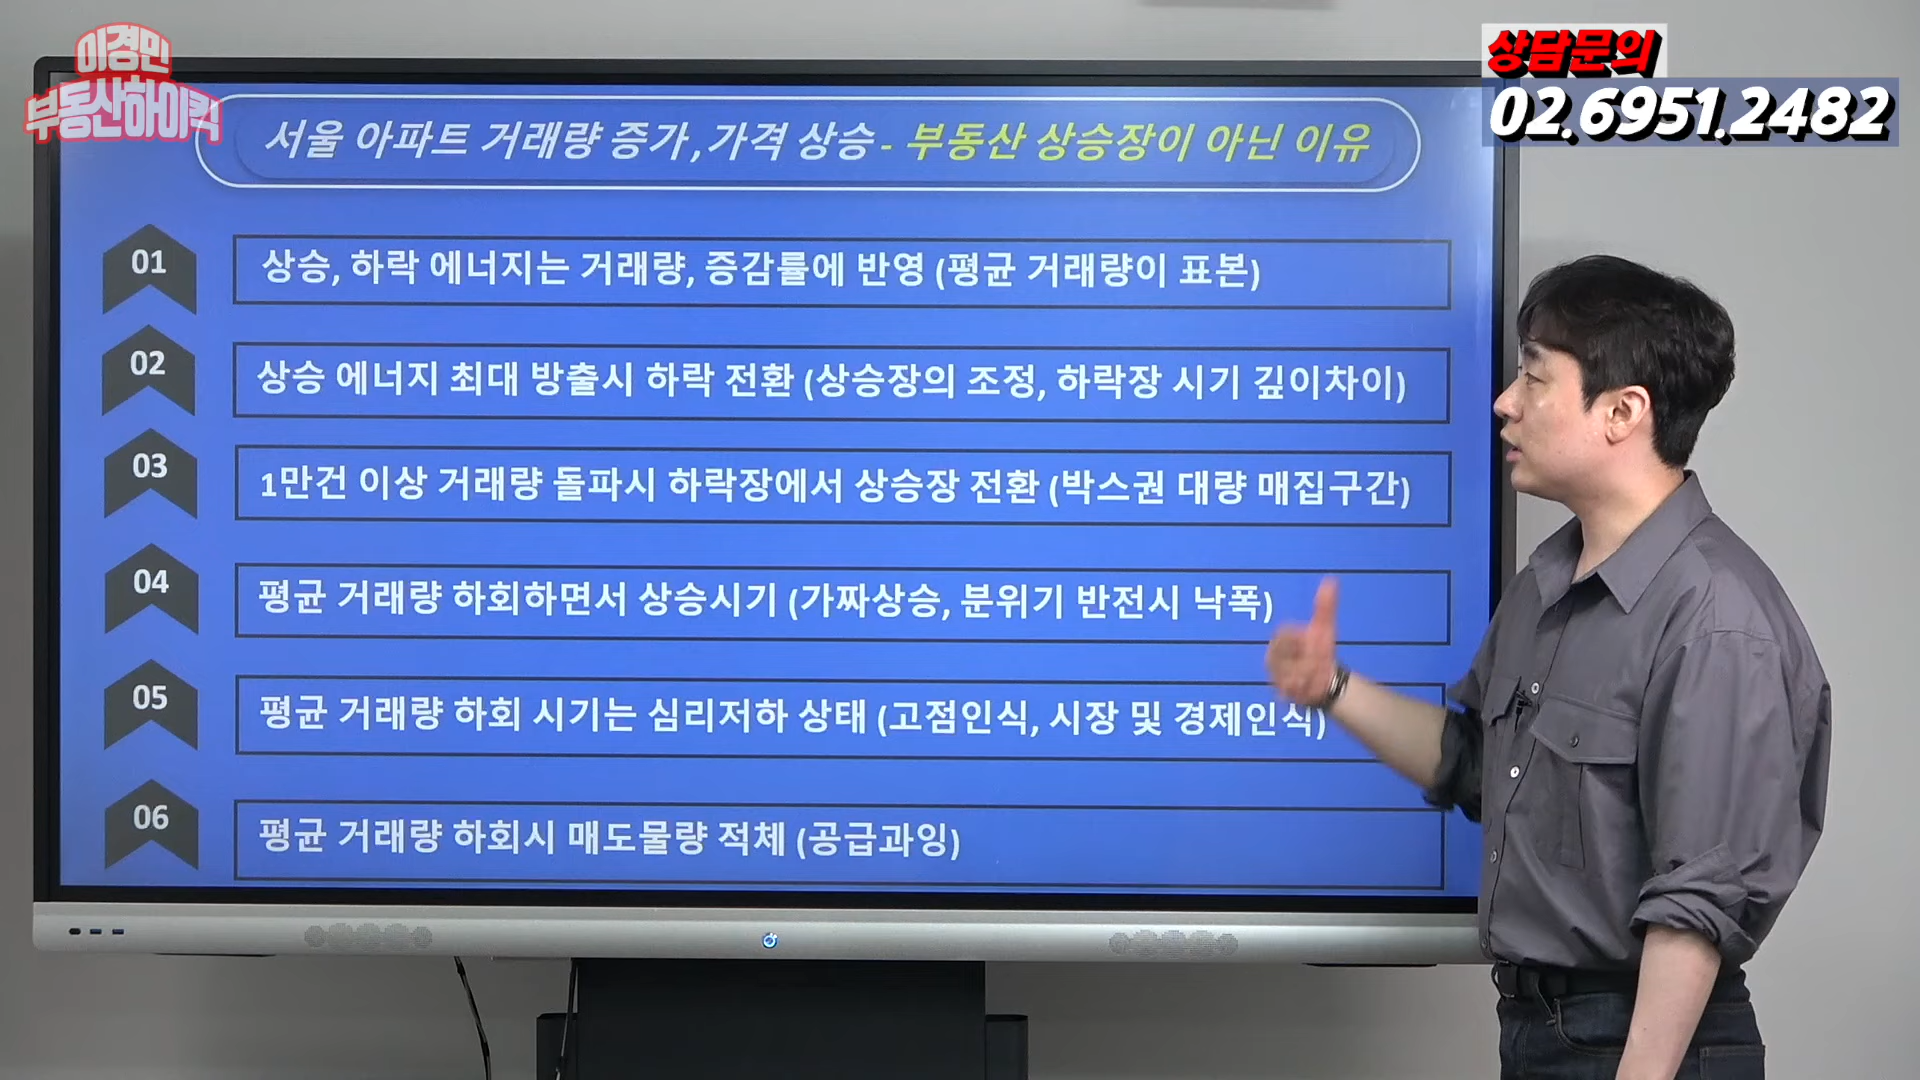 이경민
부동산하이킥
상담문의
02.6951.2482
서울 아파트 거래량 증가,가격 상승 - 부동산 상승장이 아닌 이유
01
상승, 하락 에너지는 거래량, 증감률에 반영 (평균 거래량이 표본)
02
상승 에너지 최대 방출시 하락 전환 (상승장의 조정, 하락장 시기 깊이차이)
03
1만건 이상 거래량 돌파시 하락장에서 상승장 전환 (박스권 대량 매집구간)
04
평균 거래량 하회하면서 상승시기 (가짜상승, 분위기 반전시 낙폭)
05
평균 거래량 하회 시기는 심리저하 상태 (고점인식, 시장 및 경제인식)
06
평균 거래량 하회시 매도물량 적체 (공급과잉)